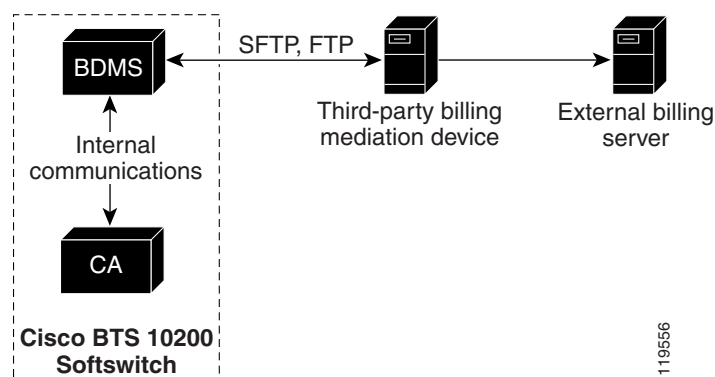 SFTP, FTP
BDMS
Third-party billing
mediation device
External billing
server
Internal
communications
CA
Cisco BTS 10200
Softswitch
119556